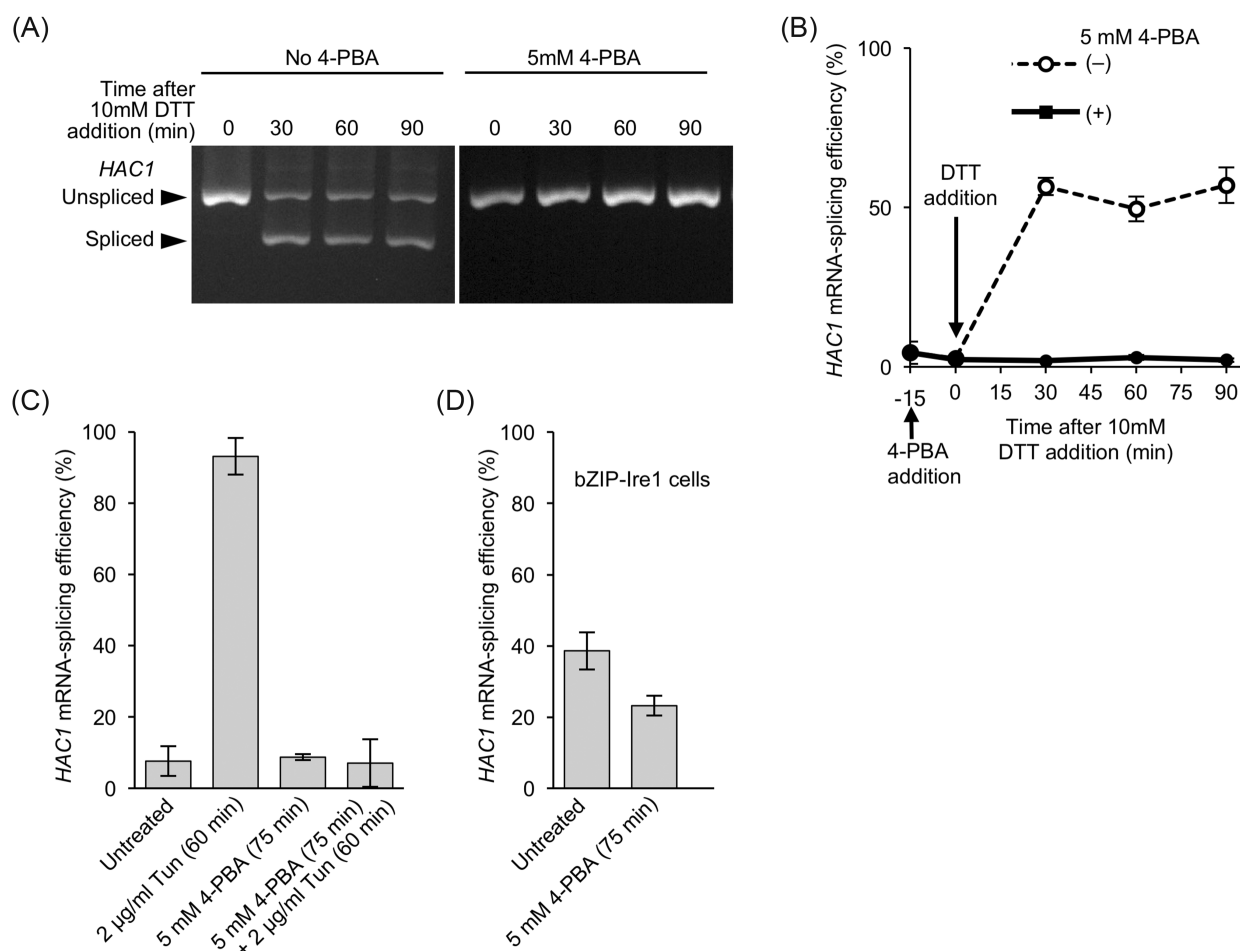 (A)
No 4-PBA
5mM 4-PBA
Time after
10mM DTT
addition (min)
0 30 60 90
0 30 60 90
HAC1
Unspliced
Spliced
(B)
5 mM 4-PBA
(–)
(+)
HAC1 mRNA-splicing efficiency (%)
100
50
0
DTT
addition
-15 0 15 30 45 60 75 90
Time after 10mM
DTT addition (min)
4-PBA
addition
(C)
HAC1 mRNA-splicing efficiency (%)
100
80
60
40
20
0
Untreated
2 µg/ml Tun (60 min)
5 mM 4-PBA (75 min)
5 mM 4-PBA (75 min)
+ 2 µg/ml Tun (60 min)
(D)
bZIP-Ire1 cells
HAC1 mRNA-splicing efficiency (%)
100
80
60
40
20
0
Untreated
5 mM 4-PBA (75 min)